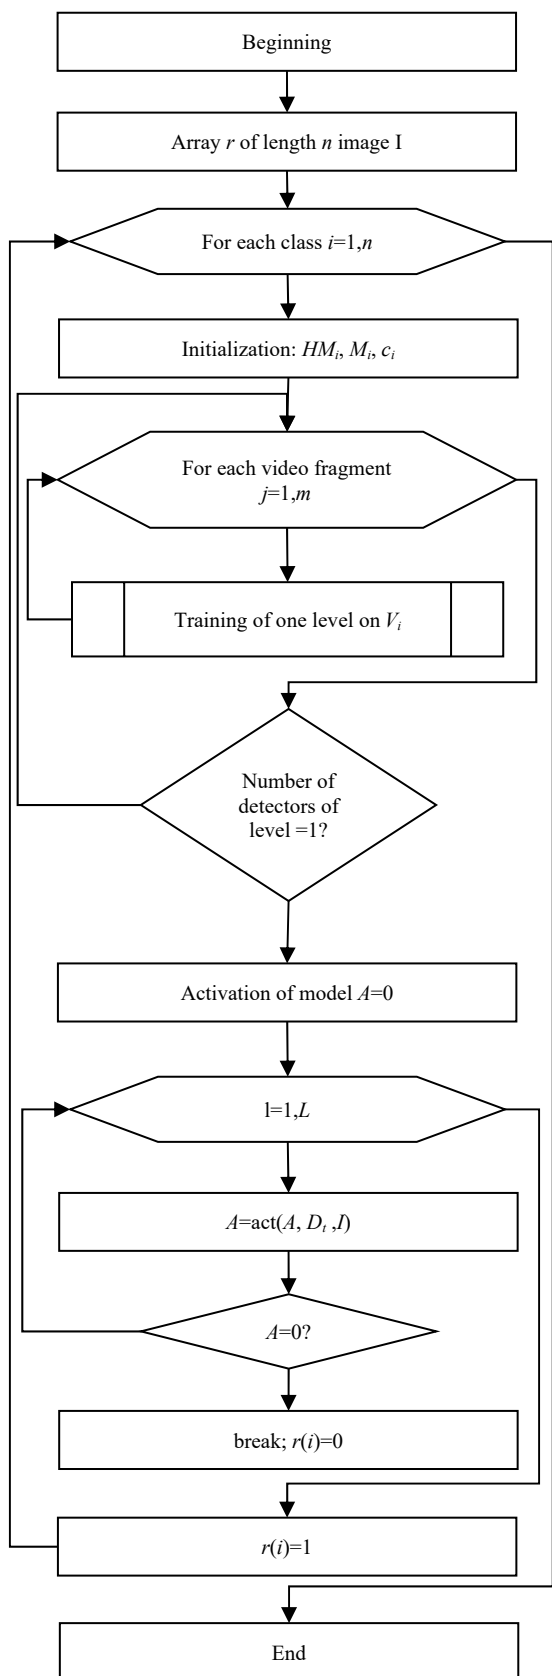 Beginning
Array r of length n image I
For each class i=1,n
Initialization: HMi, Mi, ci
For each video fragment
j=1,m
Training of one level on Vi
Number of
detectors of
level =1?
Activation of model A=0
l=1,L
A=act(A, Dt ,I)
A=0?
break; r(i)=0
r(i)=1
End